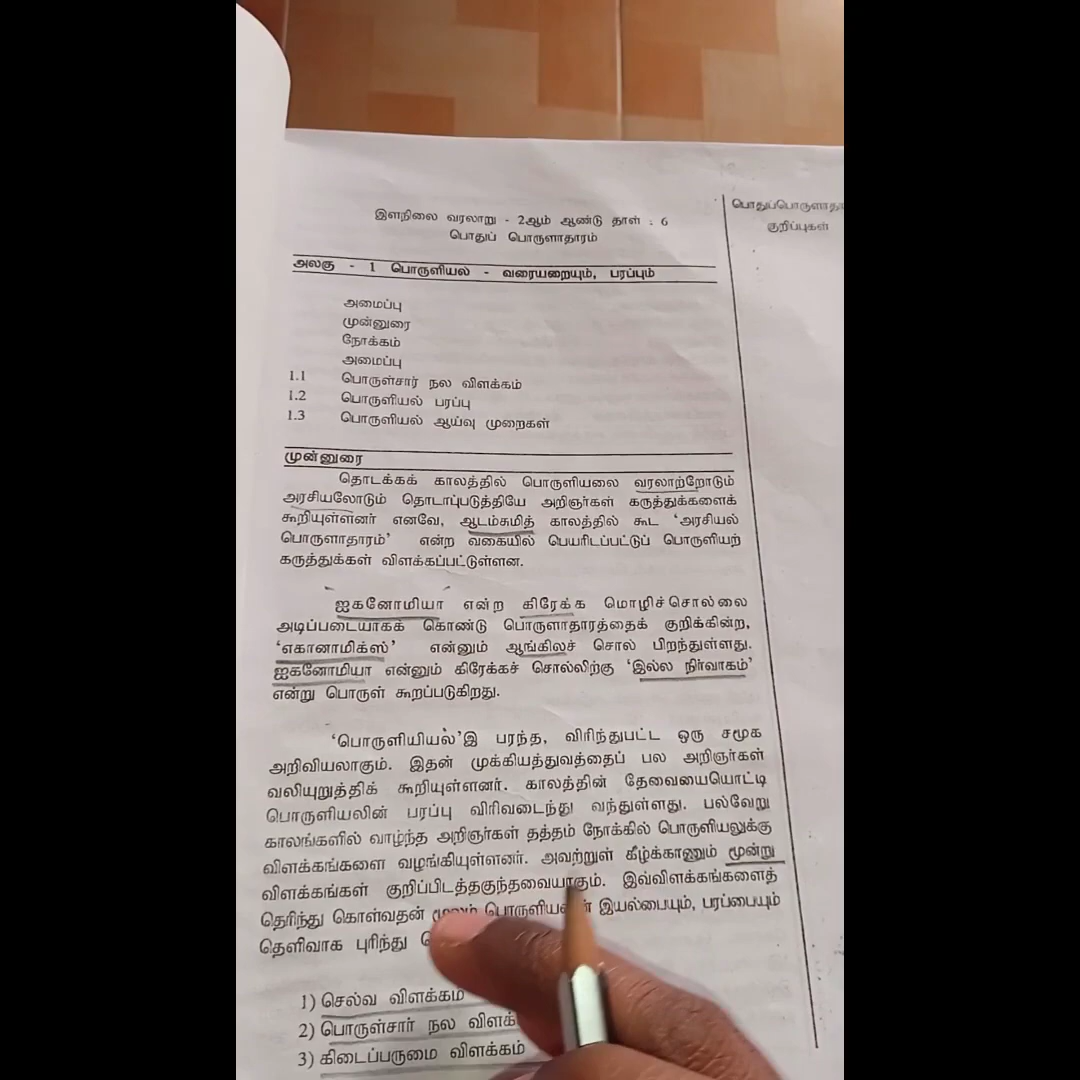 இளநிலை வரலாறு - 2ஆம் ஆண்டு தாள் : 6
பொதுப் பொருளாதாரம்
குறிப்புகள்
அலகு - 1 பொருளியல் - வரையறையும், பரப்பும்
அமைப்பு
முன்னுரை
நோக்கம்
அமைப்பு
1.1 பொருள்சார் நல விளக்கம்
1.2 பொருளியல் பரப்பு
1.3 பொருளியல் ஆய்வு முறைகள்
முன்னுரை
தொடக்கக் காலத்தில் பொருளியலை வரலாற்றோடும்
அரசியலோடும் தொடர்புபடுத்தியே அறிஞர்கள் கருத்துக்களைக்
கூறியுள்ளனர் எனவே, ஆடம்சுமித் காலத்தில் கூட ‘அரசியல்
பொருளாதாரம்’ என்ற வகையில் பெயரிடப்பட்டுப் பொருளியற்
கருத்துக்கள் விளக்கப்பட்டுள்ளன.
ஐகனோமியா என்ற கிரேக்க மொழிச்சொல்லை
அடிப்படையாகக் கொண்டு பொருளாதாரத்தைக் குறிக்கின்ற,
‘எகானாமிக்ஸ்’ என்னும் ஆங்கிலச் சொல் பிறந்துள்ளது.
ஐகனோமியா என்னும் கிரேக்கச் சொல்லிற்கு ‘இல்ல நிர்வாகம்’
என்று பொருள் கூறப்படுகிறது.
‘பொருளியியல்’இ பரந்த, விரிந்துபட்ட ஒரு சமூக
அறிவியலாகும். இதன் முக்கியத்துவத்தைப் பல அறிஞர்கள்
வலியுறுத்திக் கூறியுள்ளனர். காலத்தின் தேவையையொட்டி
பொருளியலின் பரப்பு விரிவடைந்து வந்துள்ளது. பல்வேறு
காலங்களில் வாழ்ந்த அறிஞர்கள் தத்தம் நோக்கில் பொருளியலுக்கு
விளக்கங்களை வழங்கியுள்ளனர். அவற்றுள் கீழ்க்காணும் மூன்று
விளக்கங்கள் குறிப்பிடத்தகுந்தவையாகும். இவ்விளக்கங்களைத்
தெரிந்து கொள்வதன் மூலம் இயல்பையும், பரப்பையும்
தெளிவாக புரிந்து
1) செல்வ விளக்கம்
2) பொருள்சார் நல
3) கிடைப்பருமை விளக்கம்